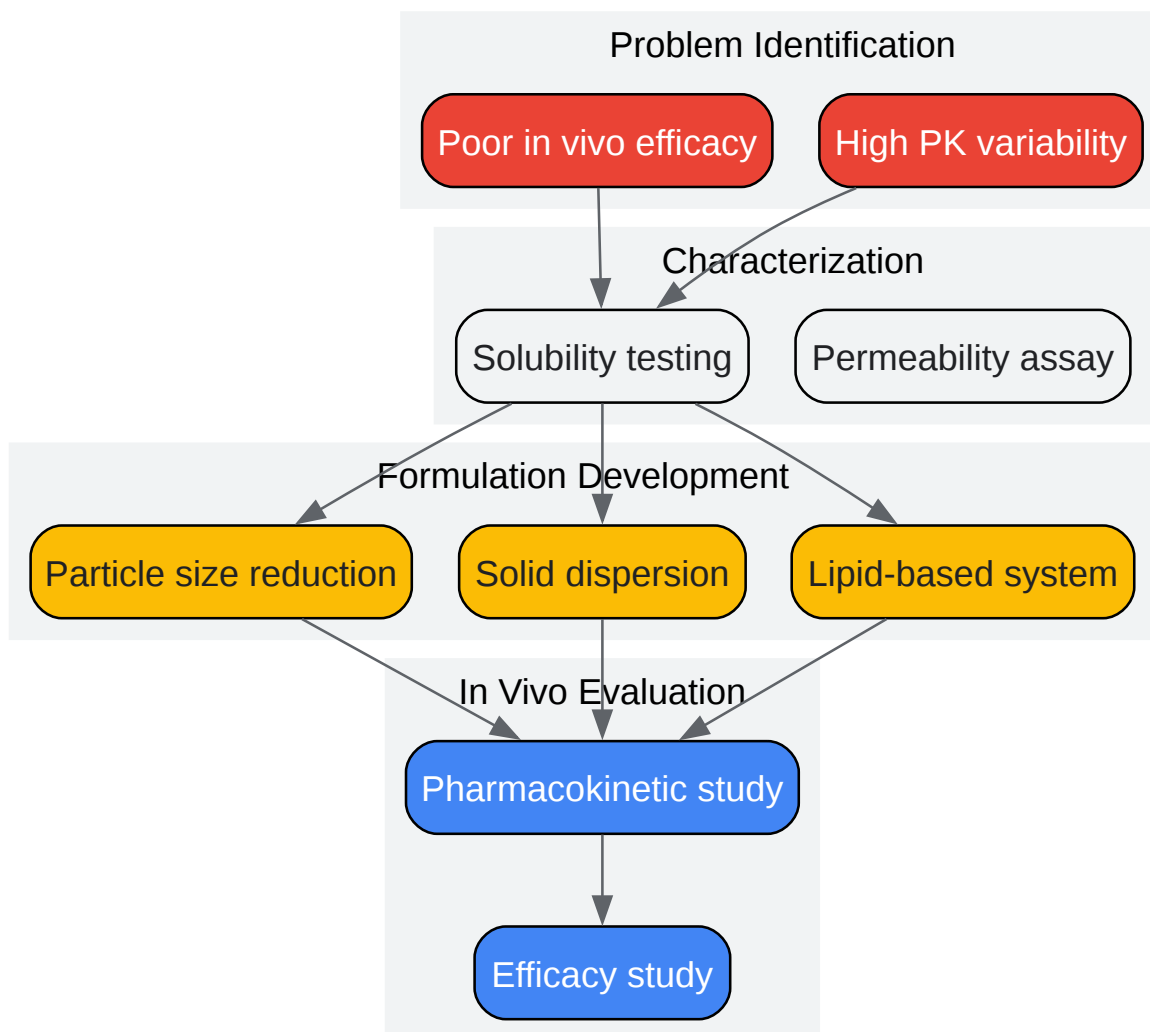 Problem Identification
Poor in vivo efficacy
High PK variability
Characterization
Solubility testing
Permeability assay
Formulation Development
Particle size reduction
Solid dispersion
Lipid-based system
In Vivo Evaluation
Pharmacokinetic study
Efficacy study